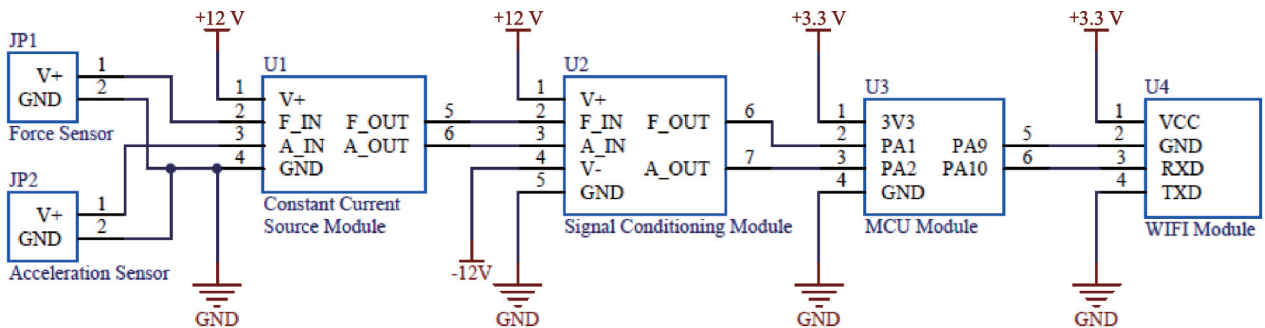 +12 V
+12 V
+3.3 V
+3.3 V
JP1
V+ 1
GND 2
Force Sensor
JP2
V+ 1
GND 2
Acceleration Sensor
U1
1 V+
2 F_IN F_OUT 5
3 A_IN A_OUT 6
4 GND
Constant Current
Source Module
GND
U2
1 V+
2 F_IN F_OUT 6
3 A_IN
4 V- A_OUT 7
5 GND
Signal Conditioning Module
-12V
GND
U3
1 3V3
2 PA1 PA9 5
3 PA2 PA10 6
4 GND
MCU Module
GND
U4
1 VCC
2 GND
3 RXD
4 TXD
WIFI Module
GND